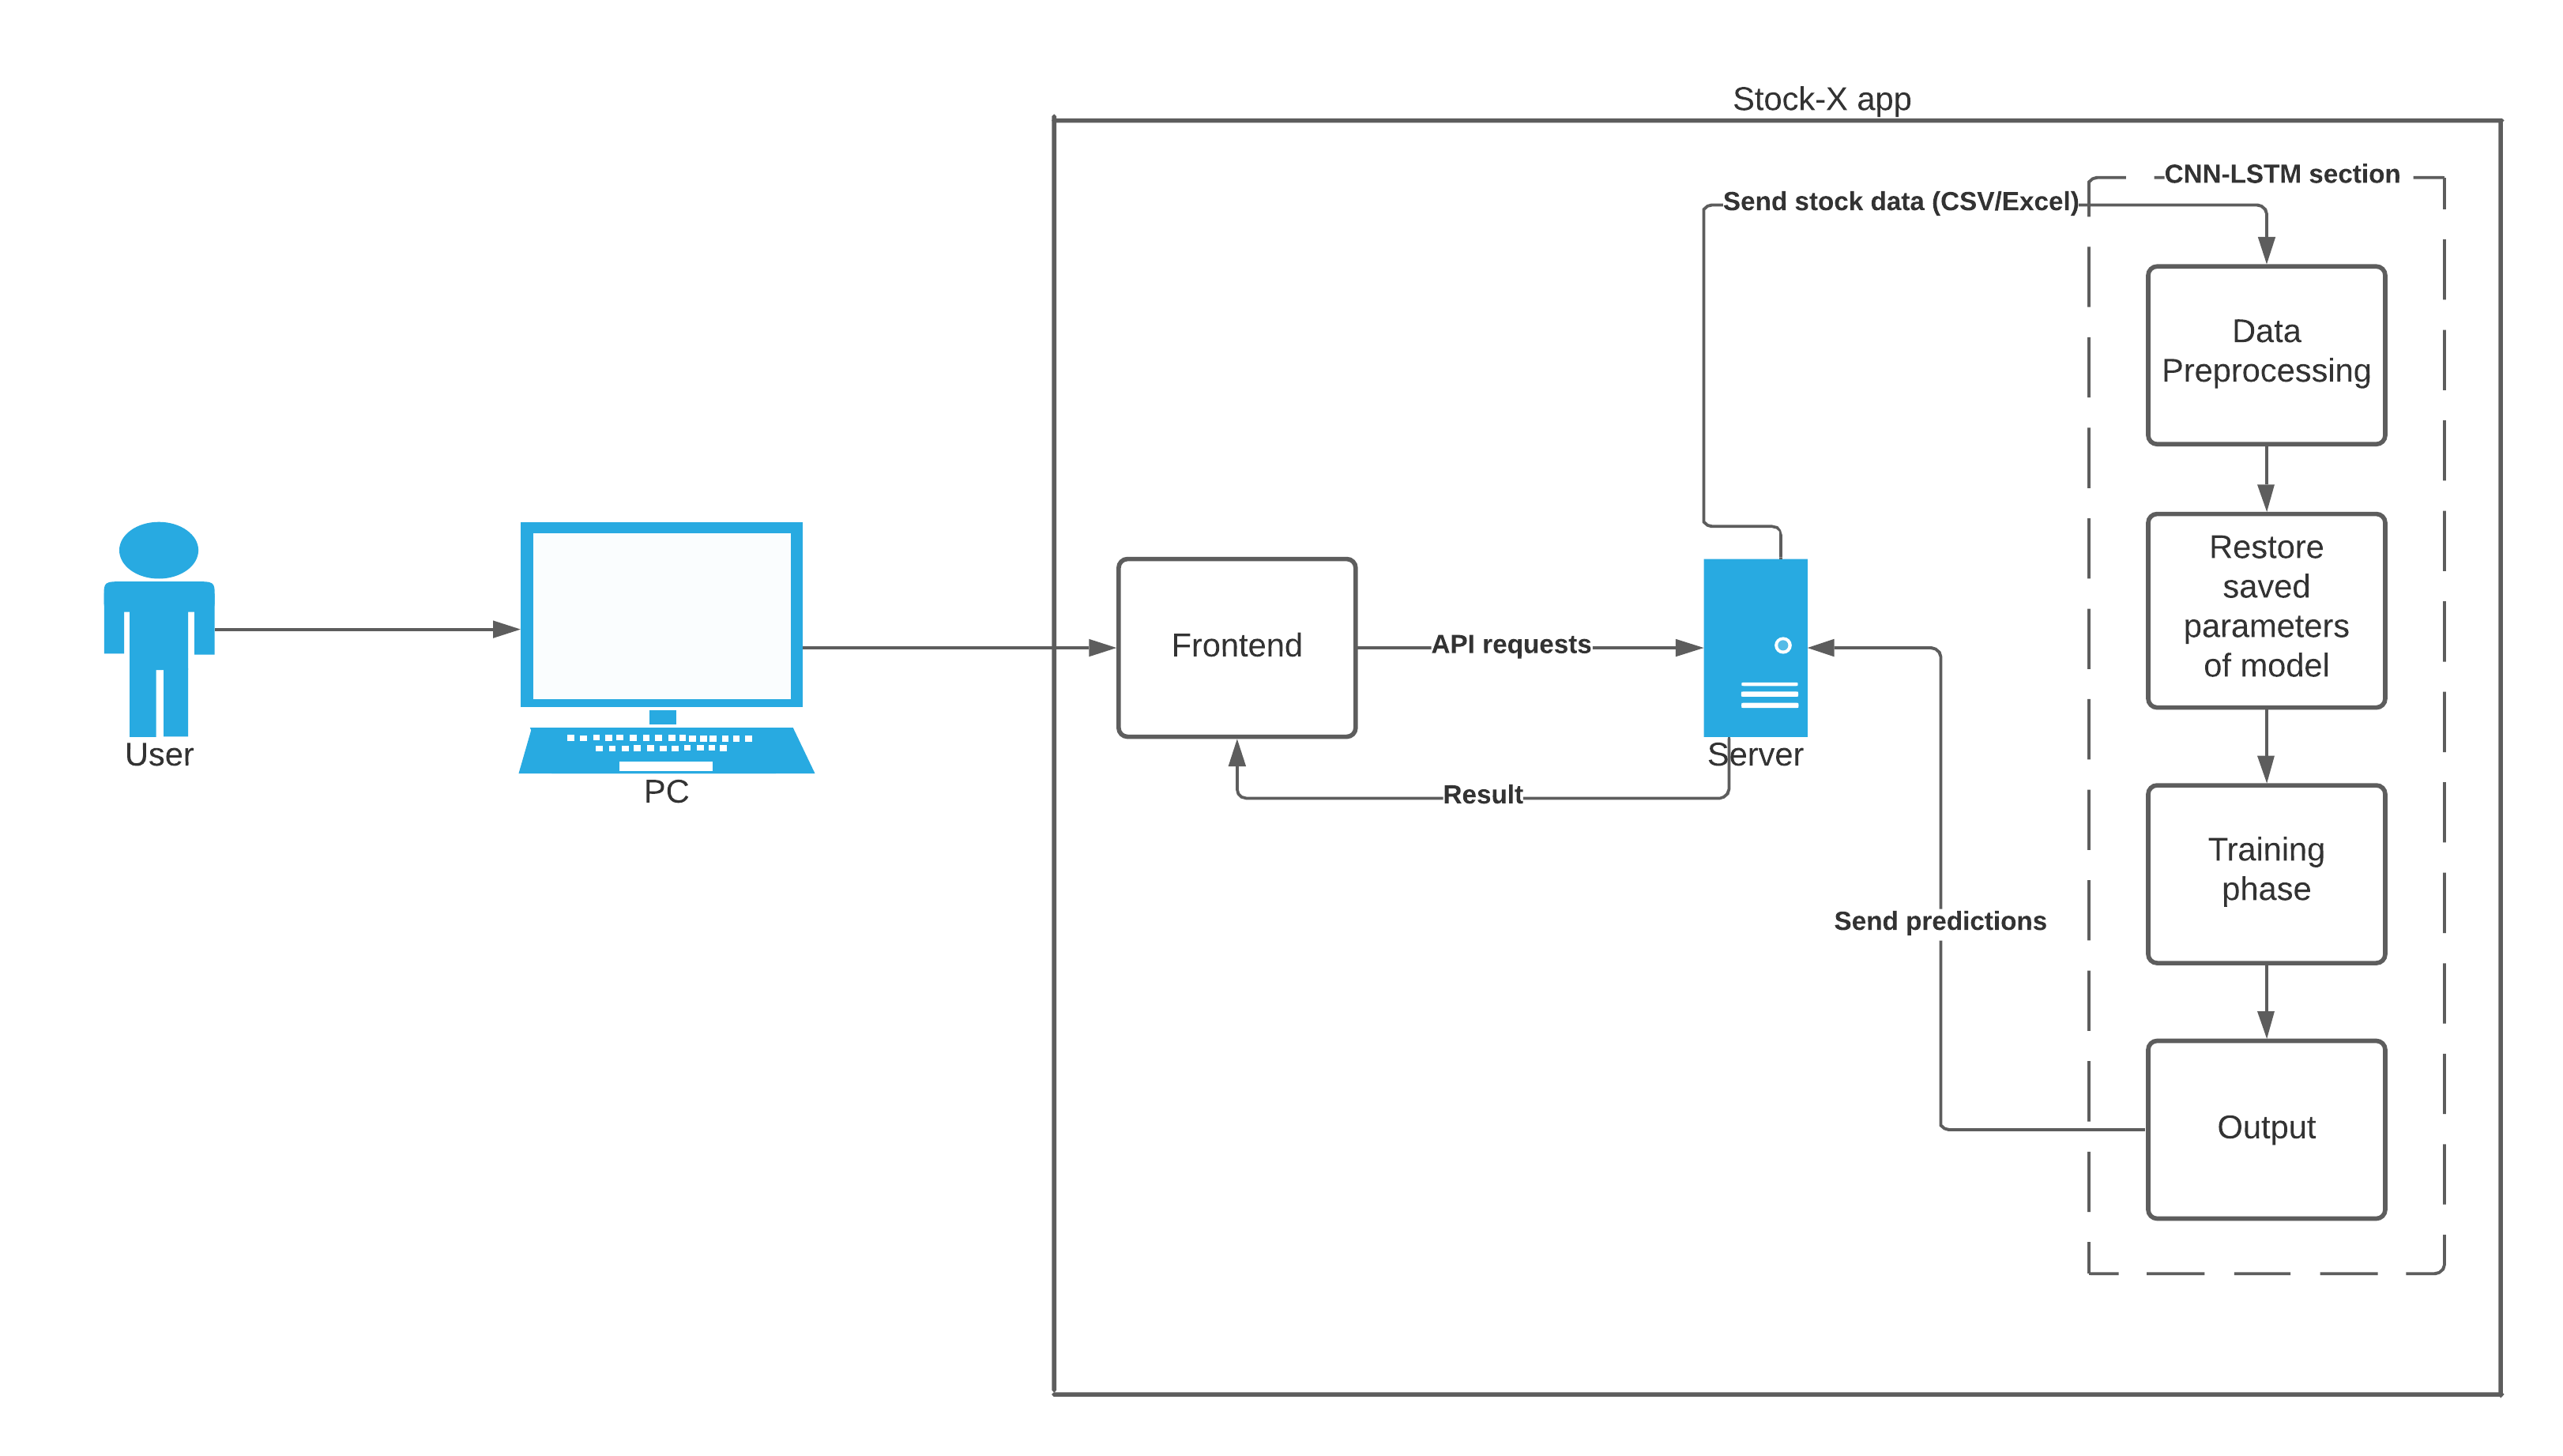 Stock-X app
CNN-LSTM section
Send stock data (CSV/Excel)
Data
Preprocessing
Restore
saved
parameters
of model
Frontend
API requests
User
PC
Server
Result
Training
phase
Send predictions
Output